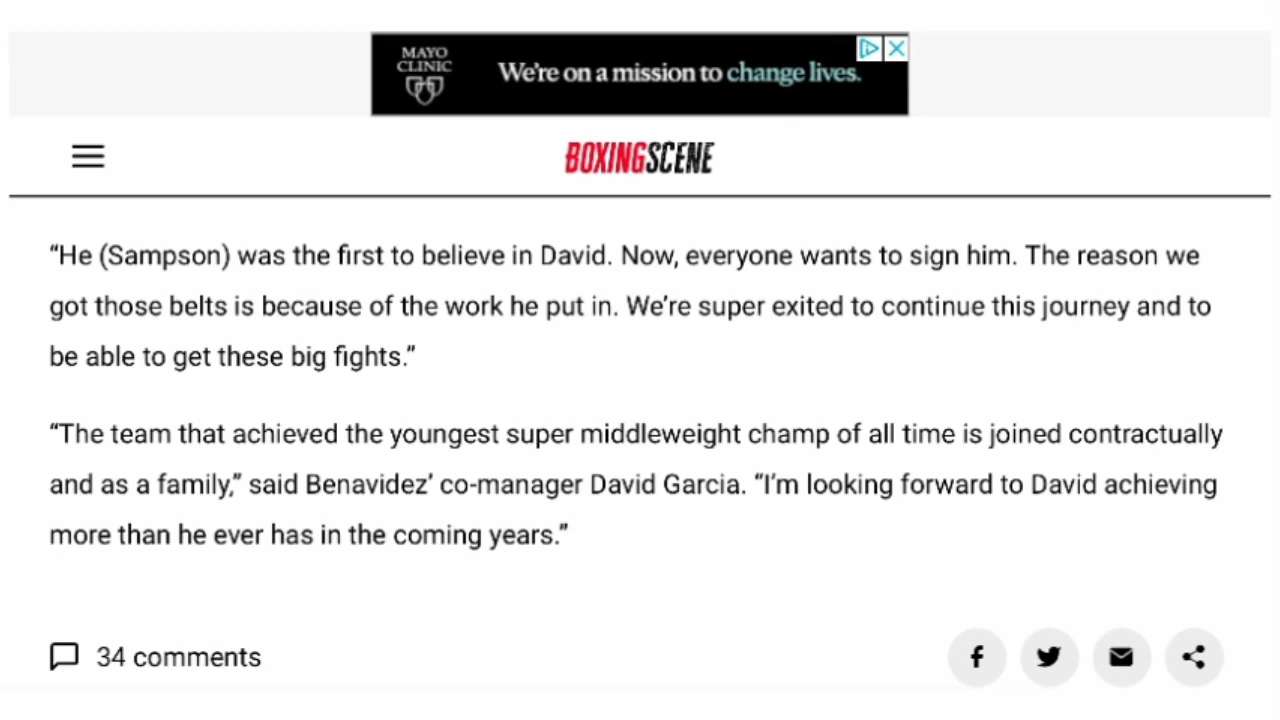 MAYO
CLINIC
We're on a mission to change lives.
BOXINGSCENE
“He (Sampson) was the first to believe in David. Now, everyone wants to sign him. The reason we
got those belts is because of the work he put in. We’re super exited to continue this journey and to
be able to get these big fights.”
“The team that achieved the youngest super middleweight champ of all time is joined contractually
and as a family,” said Benavidez’ co-manager David Garcia. “I’m looking forward to David achieving
more than he ever has in the coming years.”
34 comments